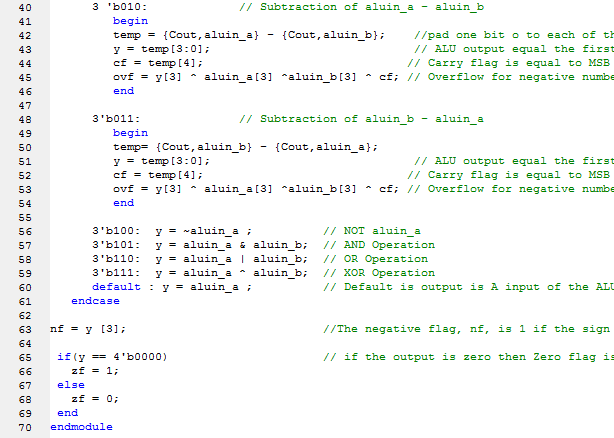 40 3 'b010: // Subtraction of aluin_a - aluin_b
41 begin
42 temp = {Cout,aluin_a} - {Cout,aluin_b}; //pad one bit o to each of
43 y = temp[3:0]; // ALU output equal the first
44 cf = temp[4]; // Carry flag is equal to MSB
45 ovf = y[3] ^ aluin_a[3] ^aluin_b[3] ^ cf; // Overflow for negative
46 end
47
48 3'b011: // Subtraction of aluin_b - aluin_a
49 begin
50 temp= {Cout,aluin_b} - {Cout,aluin_a};
51 y = temp[3:0]; // ALU output equal the first
52 cf = temp[4]; // Carry flag is equal to MSB
53 ovf = y[3] ^ aluin_a[3] ^aluin_b[3] ^ cf; // Overflow for negative
54 end
55
56 3'b100: y = ~aluin_a ; // NOT aluin_a
57 3'b101: y = aluin_a & aluin_b; // AND Operation
58 3'b110: y = aluin_a | aluin_b; // OR Operation
59 3'b111: y = aluin_a ^ aluin_b; // XOR Operation
60 default : y = aluin_a ; // Default is output is A input of the ALU
61 endcase
62
63 nf = y [3]; //The negative flag, nf, is 1 if the sign
64
65 if(y == 4'b0000) // if the output is zero then Zero flag is
66 zf = 1;
67 else
68 zf = 0;
69 end
70 endmodule